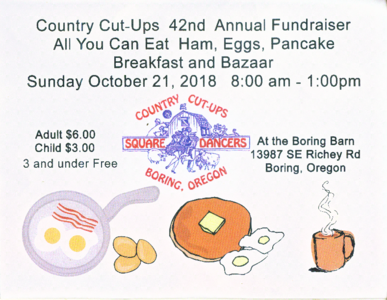 Country Cut-Ups 42nd Annual Fundraiser
All You Can Eat Ham, Eggs, Pancake
Breakfast and Bazaar
Sunday October 21, 2018 8:00 am - 1:00pm
COUNTRY CUT-UPS
SQUARE DANCERS
BORING, OREGON
Adult $6.00
Child $3.00
3 and under Free
At the Boring Barn
13987 SE Richey Rd
Boring, Oregon